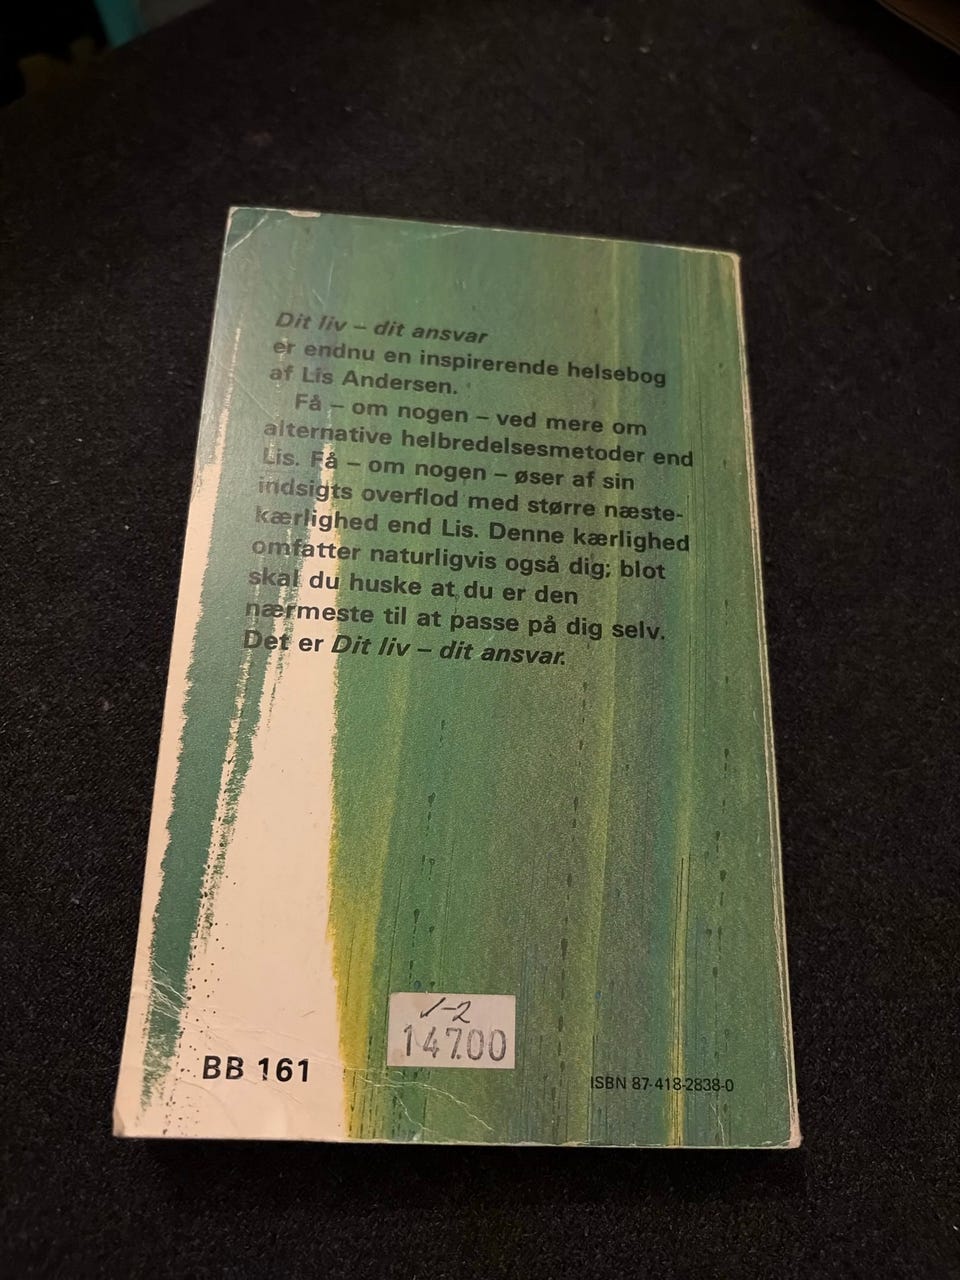 Dit liv – dit ansvar
er endnu en inspirerende helsebog
af Lis Andersen.
Få – om nogen – ved mere om
alternative helbredelsesmetoder end
Lis. Få – om nogen – øser af sin
indsigts overflod med større næste-
kærlighed end Lis. Denne kærlighed
omfatter naturligvis også dig; blot
skal du huske at du er den
nærmeste til at passe på dig selv.
Det er Dit liv – dit ansvar.
1-2
147.00
BB 161
ISBN 87-418-2838-0